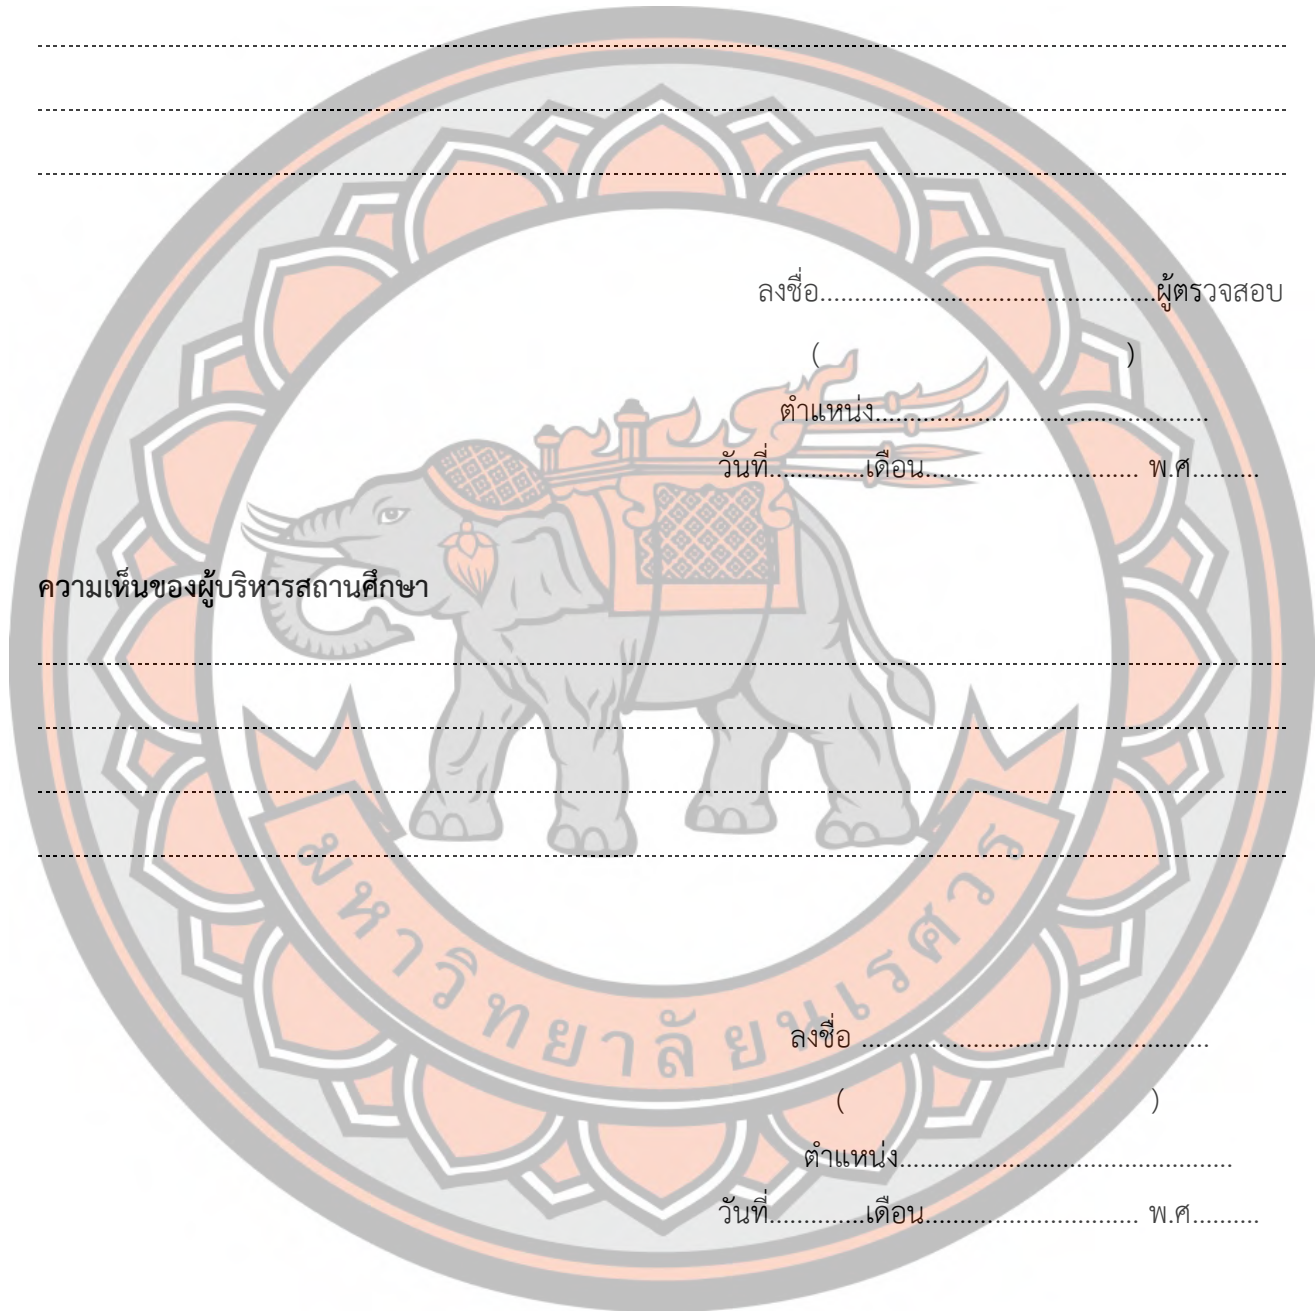 ลงชื่อ.............................................ผู้ตรวจสอบ
(                                        )
ตำแหน่ง.............................................
วันที่.............เดือน............................. พ.ศ.........
ความเห็นของผู้บริหารสถานศึกษา
มหาวิทยาลัยนเรศวร
ลงชื่อ ...............................................
(                                        )
ตำแหน่ง.............................................
วันที่.............เดือน............................. พ.ศ.........